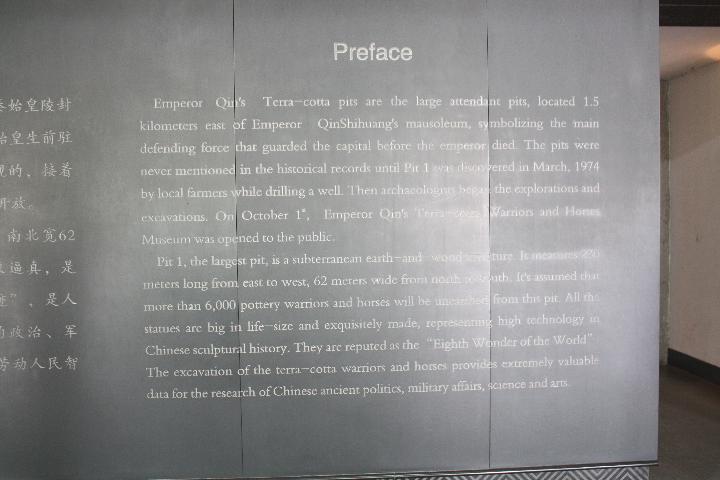 Preface
Emperor Qin's Terra-cotta pits are the large attendant pits, located 1.5
kilometers east of Emperor QinShihuang's mausoleum, symbolizing the main
defending force that guarded the capital before the emperor died. The pits were
never mentioned in the historical records until Pit 1 was discovered in March, 1974
by local farmers while drilling a well. Then archaeologists began the explorations and
excavations. On October 1st, Emperor Qin's Terra-cotta Warriors and Horses
Museum was opened to the public.
Pit 1, the largest pit, is a subterranean earth-and wood structure. It measures 230
meters long from east to west, 62 meters wide from north to south. It's assumed that
more than 6,000 pottery warriors and horses will be unearthed from this pit. All the
statues are big in life-size and exquisitely made, representing high technology in
Chinese sculptural history. They are reputed as the “Eighth Wonder of the World”
The excavation of the terra-cotta warriors and horses provides extremely valuable
data for the research of Chinese ancient politics, military affairs, science and arts.
秦始皇陵封
始皇生前驻
现的，接着
开放。
南北宽62
逼真，是
迹”，是人
的政治、军
劳动人民智